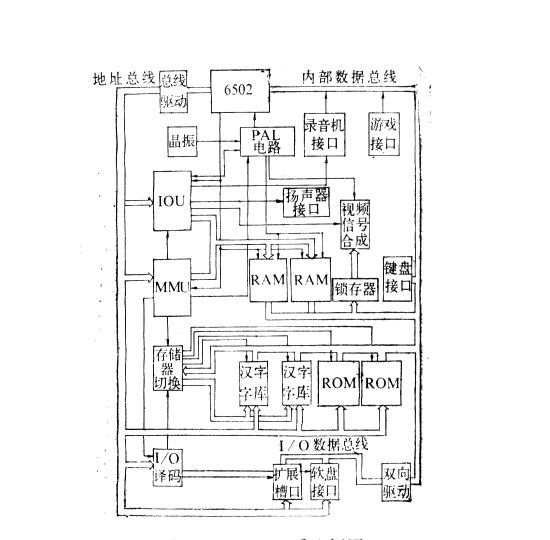 地址总线
总线
驱动
6502
内部数据总线
晶振
PAL
电路
录音机
接口
游戏
接口
IOU
扬声器
接口
视频
信号
合成
MMU
RAM
RAM
锁存器
键盘
接口
存储
器
切换
汉字
字库
汉字
字库
ROM
ROM
I/O数据总线
I/O
译码
扩展
槽口
软盘
接口
双向
驱动